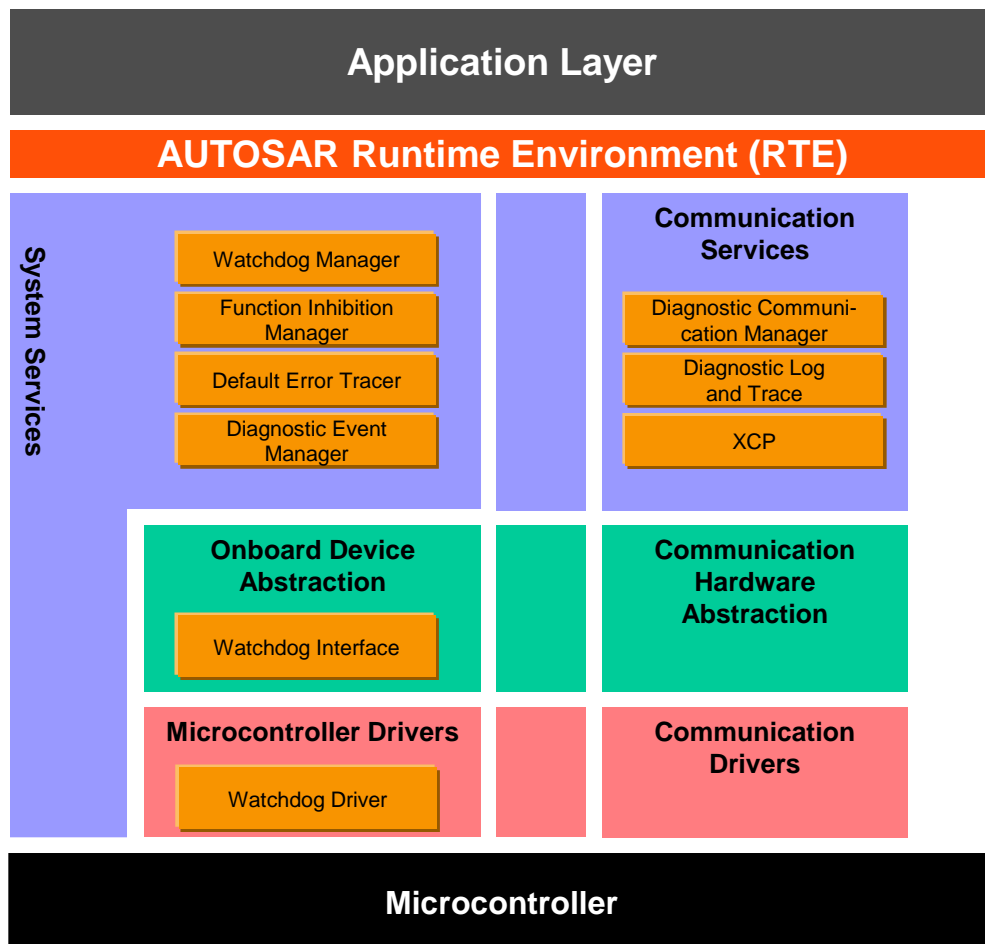 Application Layer
AUTOSAR Runtime Environment (RTE)
System Services
Watchdog Manager
Function Inhibition
Manager
Default Error Tracer
Diagnostic Event
Manager
Communication
Services
Diagnostic Communi-
cation Manager
Diagnostic Log
and Trace
XCP
Onboard Device
Abstraction
Watchdog Interface
Communication
Hardware
Abstraction
Microcontroller Drivers
Watchdog Driver
Communication
Drivers
Microcontroller